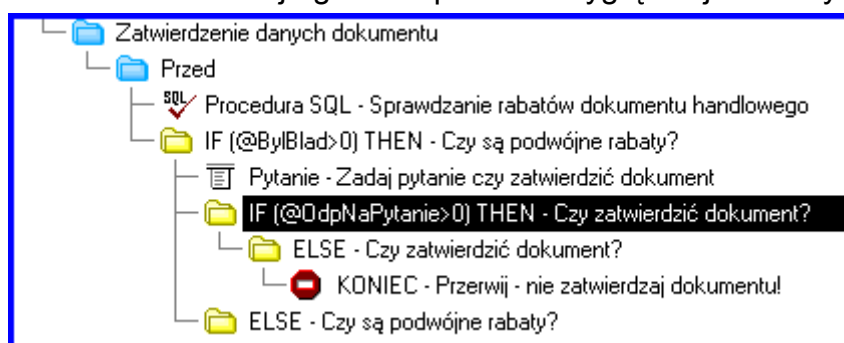 Zatwierdzenie danych dokumentu
Przed
SQL Procedura SQL - Sprawdzanie rabatów dokumentu handlowego
IF (@BylBlad>0) THEN - Czy są podwójne rabaty?
Pytanie - Zadaj pytanie czy zatwierdzić dokument
IF (@OdpNaPytanie>0) THEN - Czy zatwierdzić dokument?
ELSE - Czy zatwierdzić dokument?
KONIEC - Przerwij - nie zatwierdzaj dokumentu!
ELSE - Czy są podwójne rabaty?